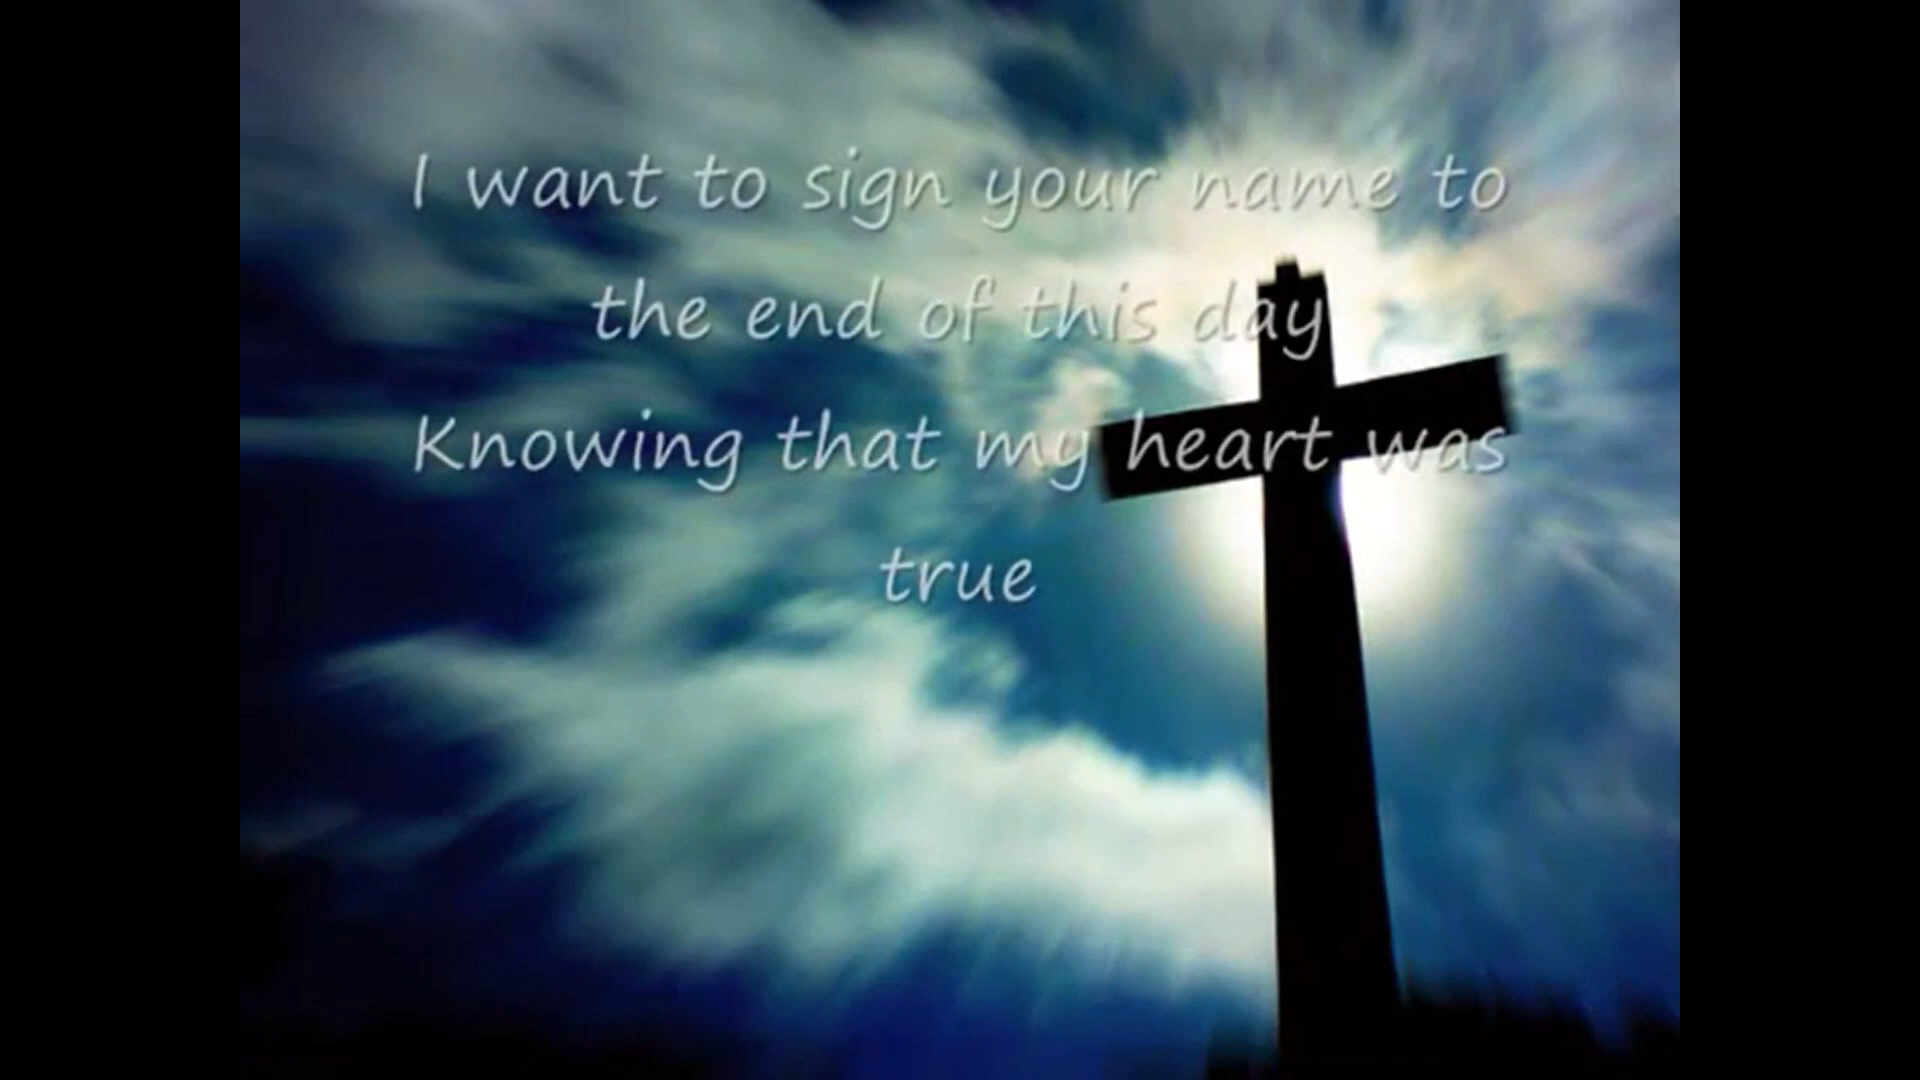 I want to sign your name to
the end of this day
Knowing that my heart was
true